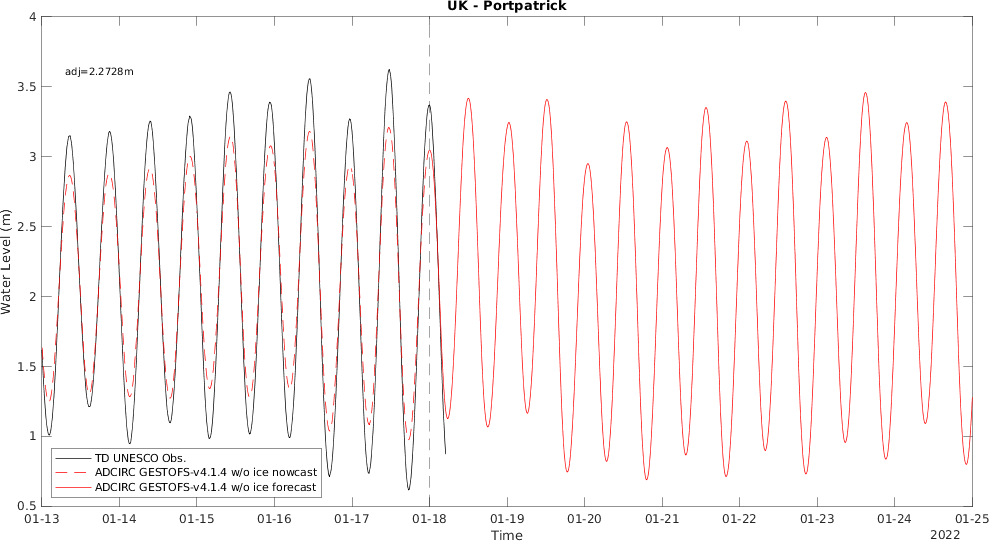 UK - Portpatrick
4
3.5
3
2.5
2
1.5
1
0.5
Water Level (m)
adj=2.2728m
TD UNESCO Obs.
ADCIRC GESTOFS-v4.1.4 w/o ice nowcast
ADCIRC GESTOFS-v4.1.4 w/o ice forecast
01-13 01-14 01-15 01-16 01-17 01-18 01-19 01-20 01-21 01-22 01-23 01-24 01-25
Time
2022